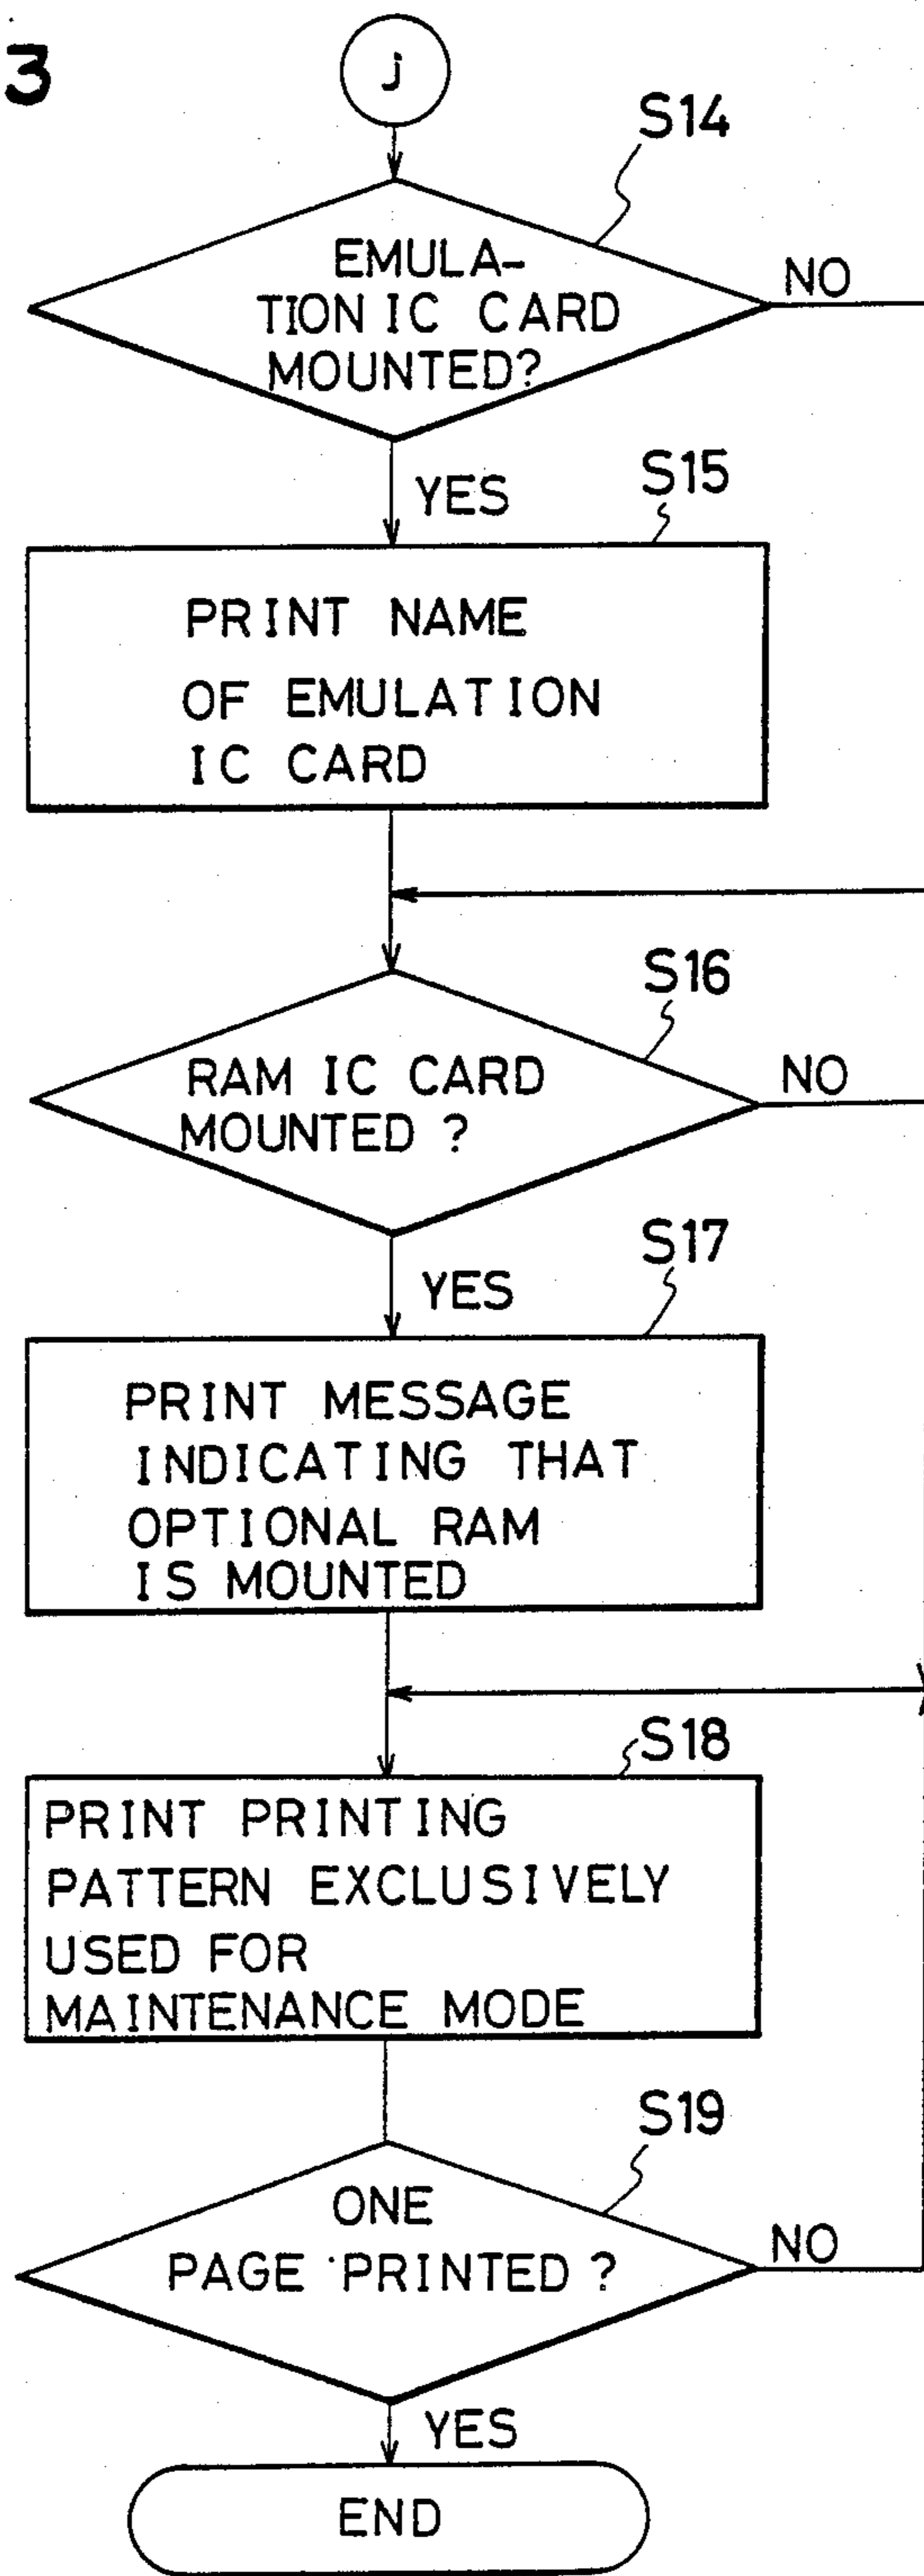 3
j
S14
EMULA-
TION IC CARD
MOUNTED?
NO
YES
S15
PRINT NAME
OF EMULATION
IC CARD
S16
RAM IC CARD
MOUNTED ?
NO
YES
S17
PRINT MESSAGE
INDICATING THAT
OPTIONAL RAM
IS MOUNTED
S18
PRINT PRINTING
PATTERN EXCLUSIVELY
USED FOR
MAINTENANCE MODE
S19
ONE
PAGE PRINTED ?
NO
YES
END